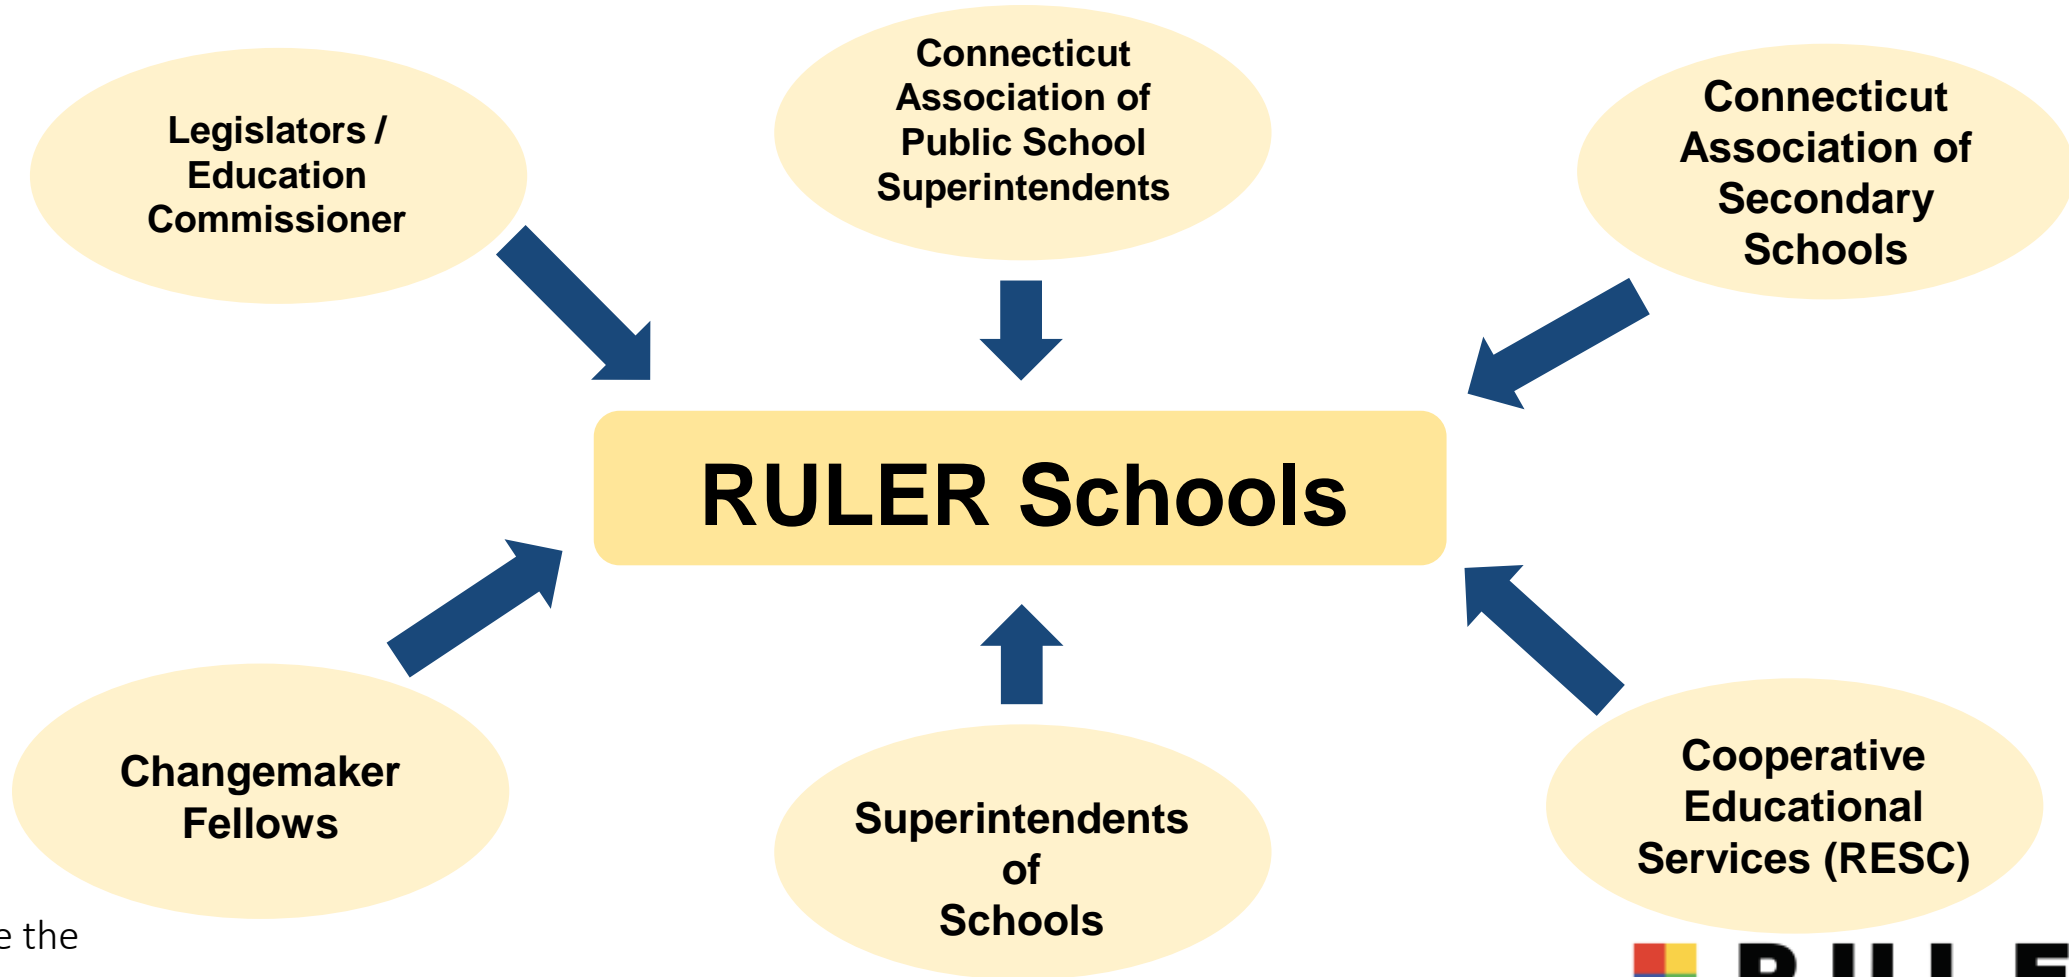 Legislators /
Education
Commissioner
Connecticut
Association of
Public School
Superintendents
Connecticut
Association of
Secondary
Schools
RULER Schools
Changemaker
Fellows
Superintendents
of
Schools
Cooperative
Educational
Services (RESC)
e the